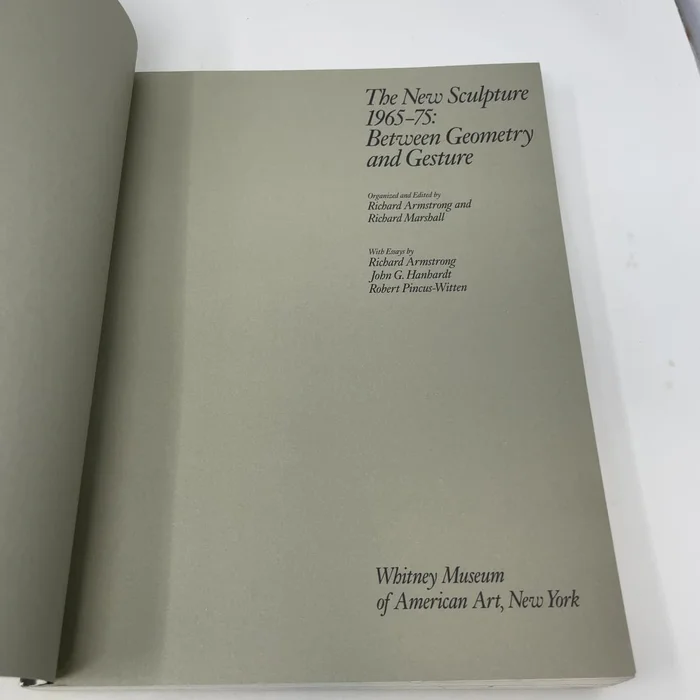 The New Sculpture
1965–75:
Between Geometry
and Gesture
Organized and Edited by
Richard Armstrong and
Richard Marshall
With Essays by
Richard Armstrong
John G. Hanhardt
Robert Pincus-Witten
Whitney Museum
of American Art, New York